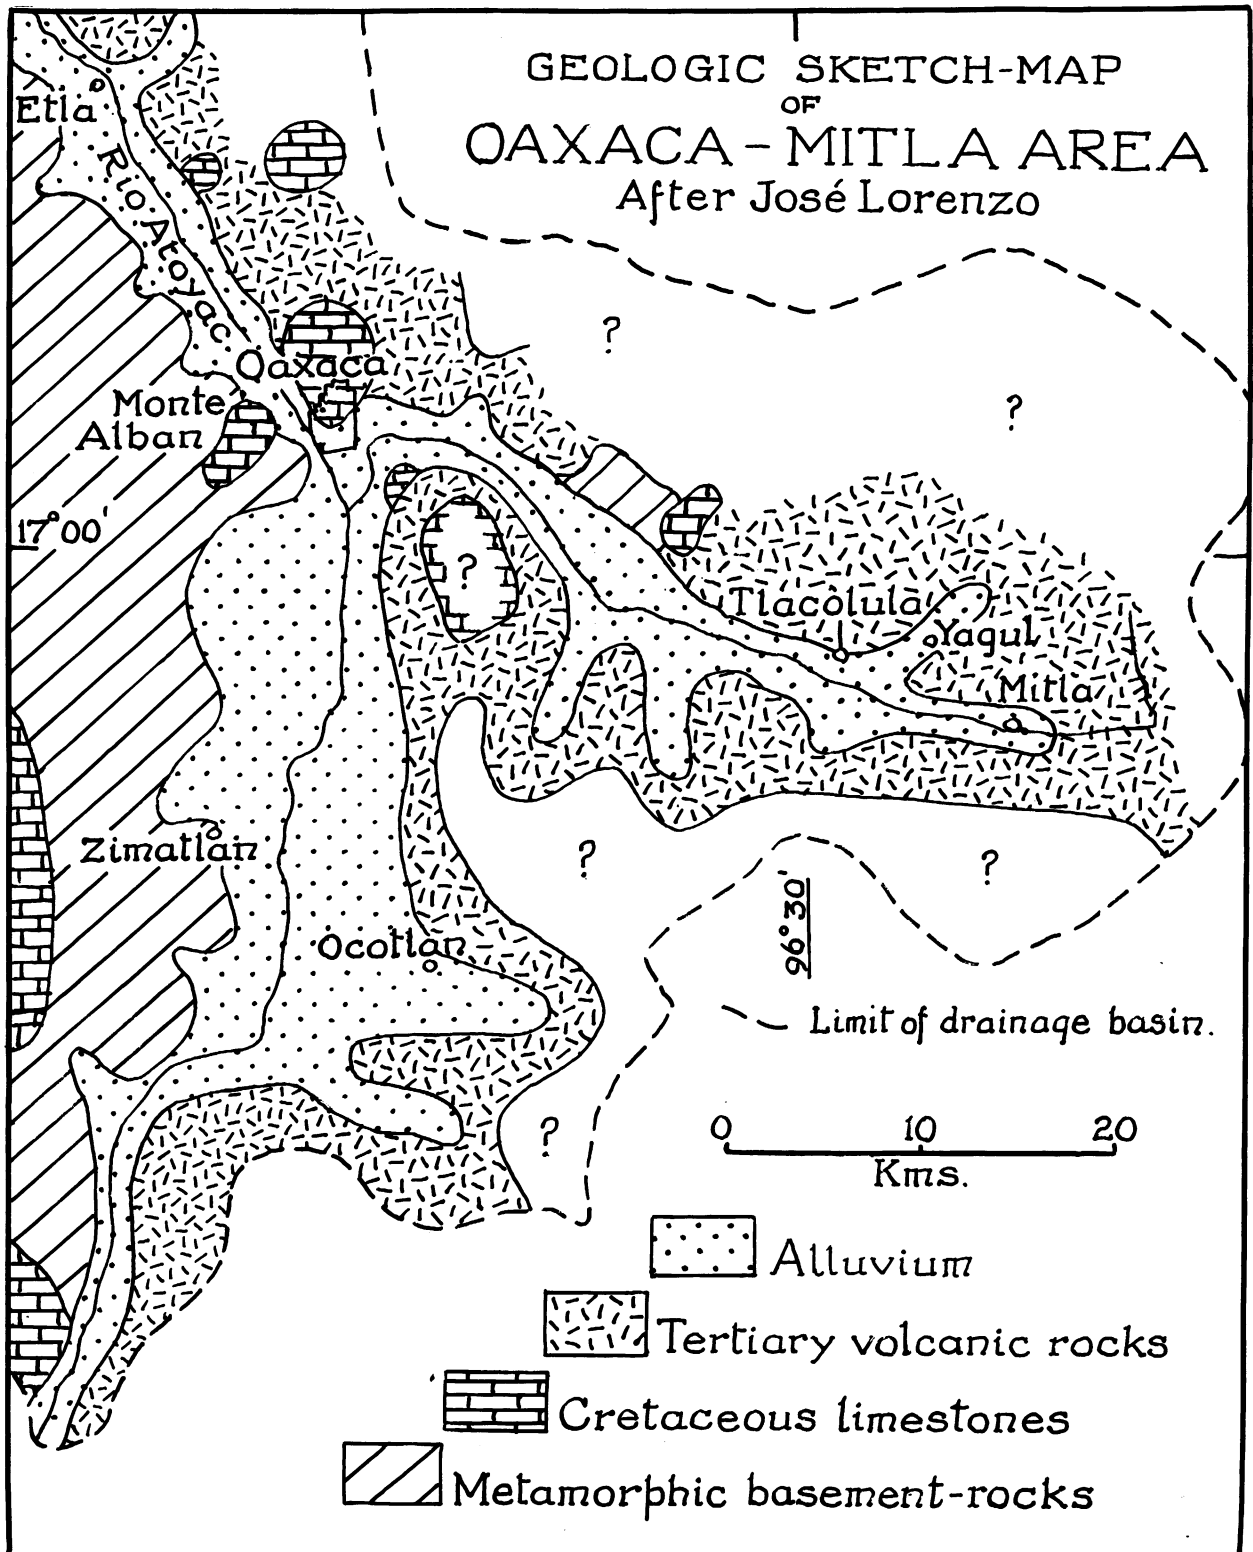 GEOLOGIC SKETCH-MAP
OF
OAXACA - MITLA AREA
After José Lorenzo
Etla
Rio Atoyac
?
Oaxaca
Monte
Alban
?
17°00'
?
Tlacolula
Yagul
Mitla
Zimatlán
?
?
96°30'
Ocotlan
Limit of drainage basin.
?
0 10 20
Kms.
Alluvium
Tertiary volcanic rocks
Cretaceous limestones
Metamorphic basement-rocks